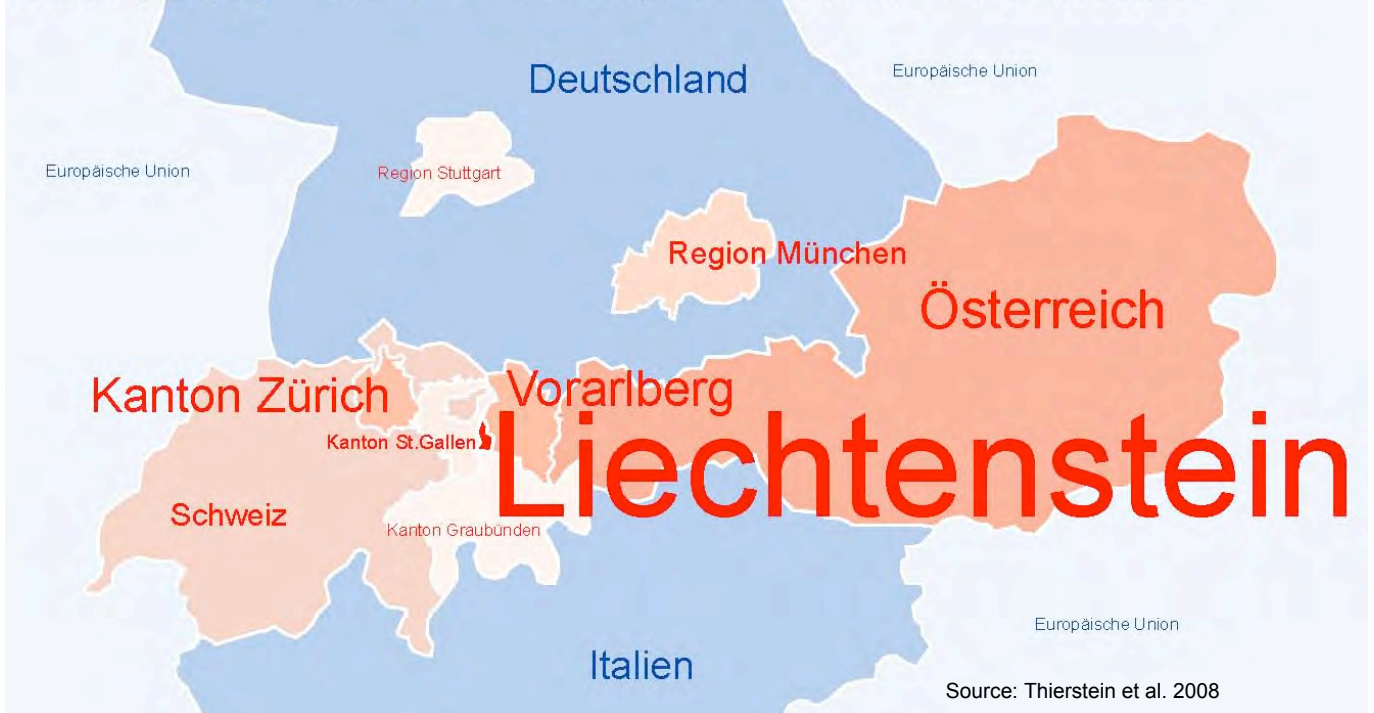 Deutschland
Europäische Union
Europäische Union
Region Stuttgart
Region München
Österreich
Kanton Zürich
Vorarlberg
Liechtenstein
Kanton St.Gallen
Schweiz
Kanton Graubünden
Europäische Union
Italien
Source: Thierstein et al. 2008